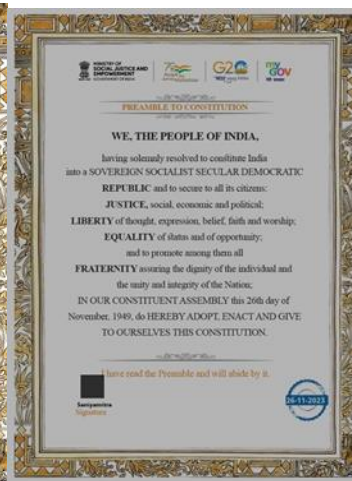 MINISTRY OF
SOCIAL JUSTICE AND
EMPOWERMENT
GOVERNMENT OF INDIA
G20
my
GOV
PREAMBLE TO CONSTITUTION
WE, THE PEOPLE OF INDIA,
having solemnly resolved to constitute India
into a SOVEREIGN SOCIALIST SECULAR DEMOCRATIC
REPUBLIC and to secure to all its citizens:
JUSTICE, social, economic and political;
LIBERTY of thought, expression, belief, faith and worship;
EQUALITY of status and of opportunity;
and to promote among them all
FRATERNITY assuring the dignity of the individual and
the unity and integrity of the Nation;
IN OUR CONSTITUENT ASSEMBLY this 26th day of
November, 1949, do HEREBY ADOPT, ENACT AND GIVE
TO OURSELVES THIS CONSTITUTION.
I have read the Preamble and will abide by it.
Signature
26-11-2023